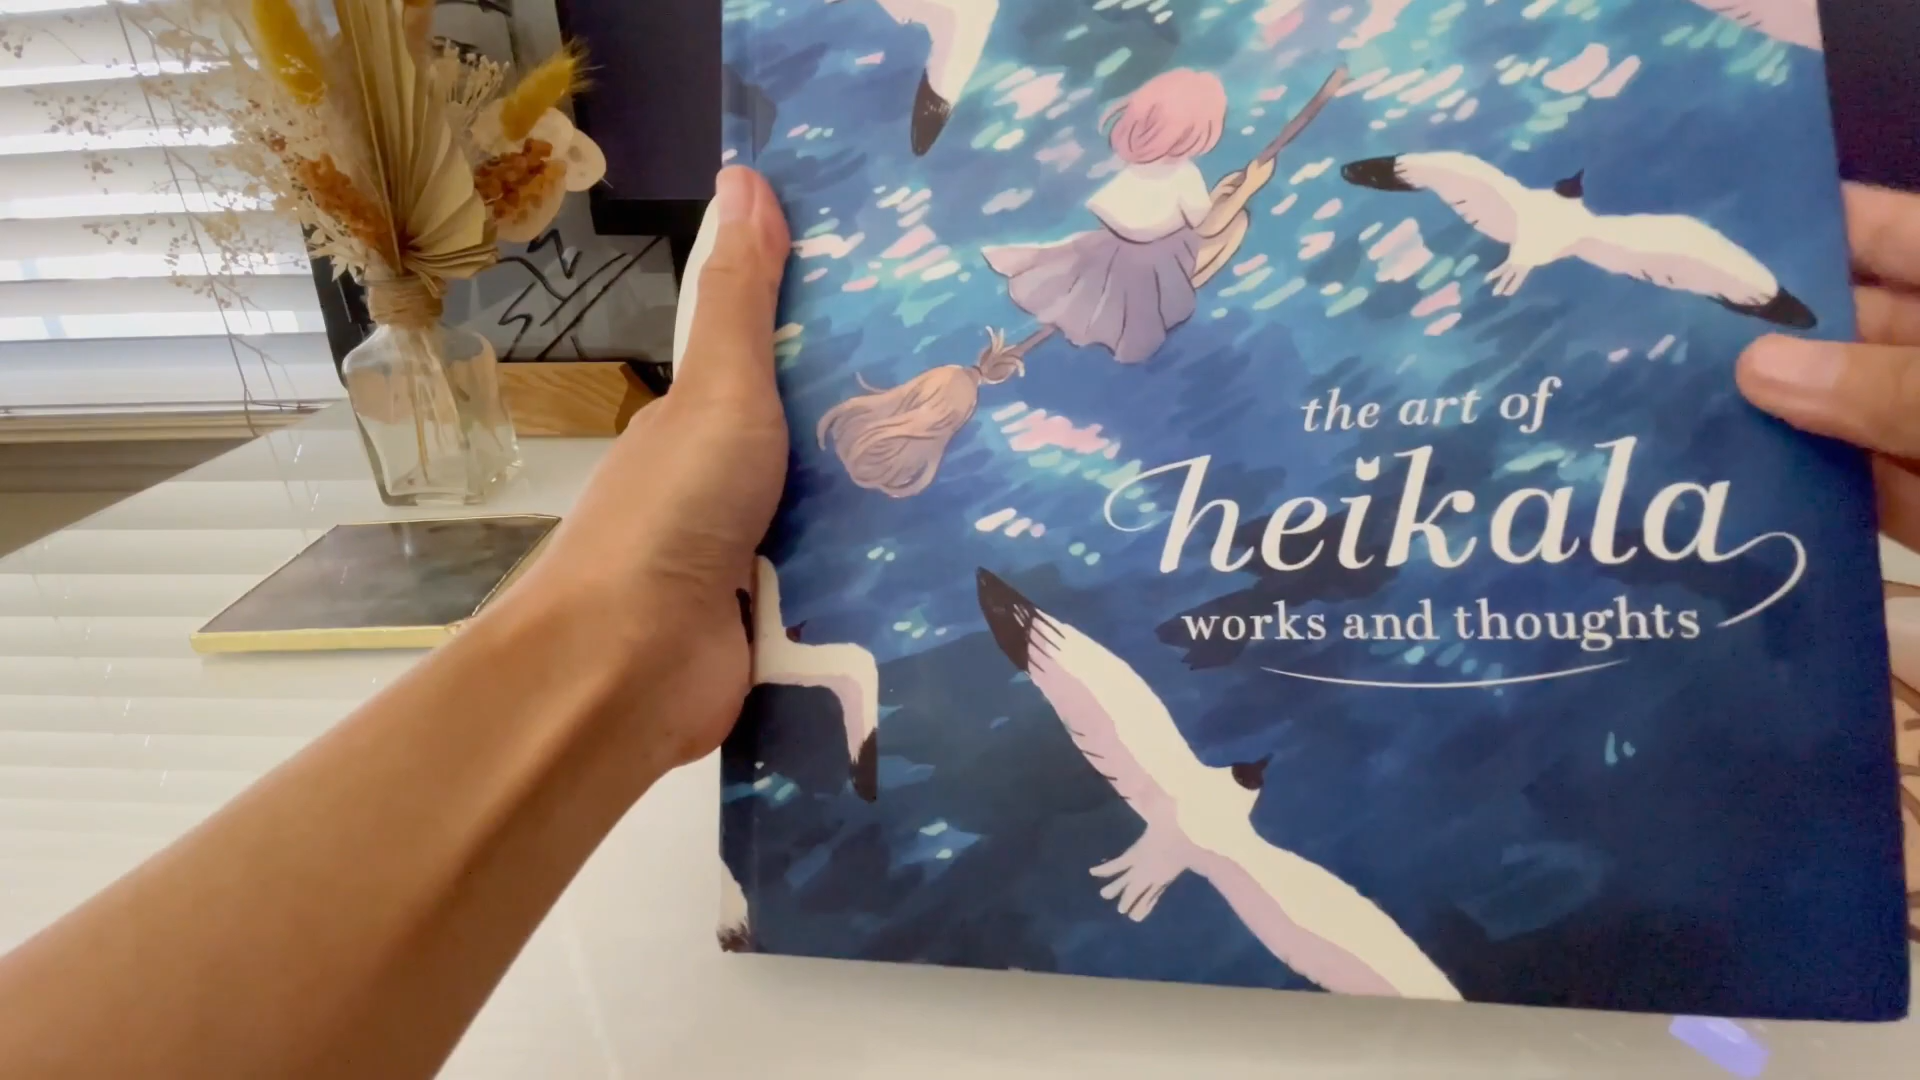 the art of
heikala
works and thoughts